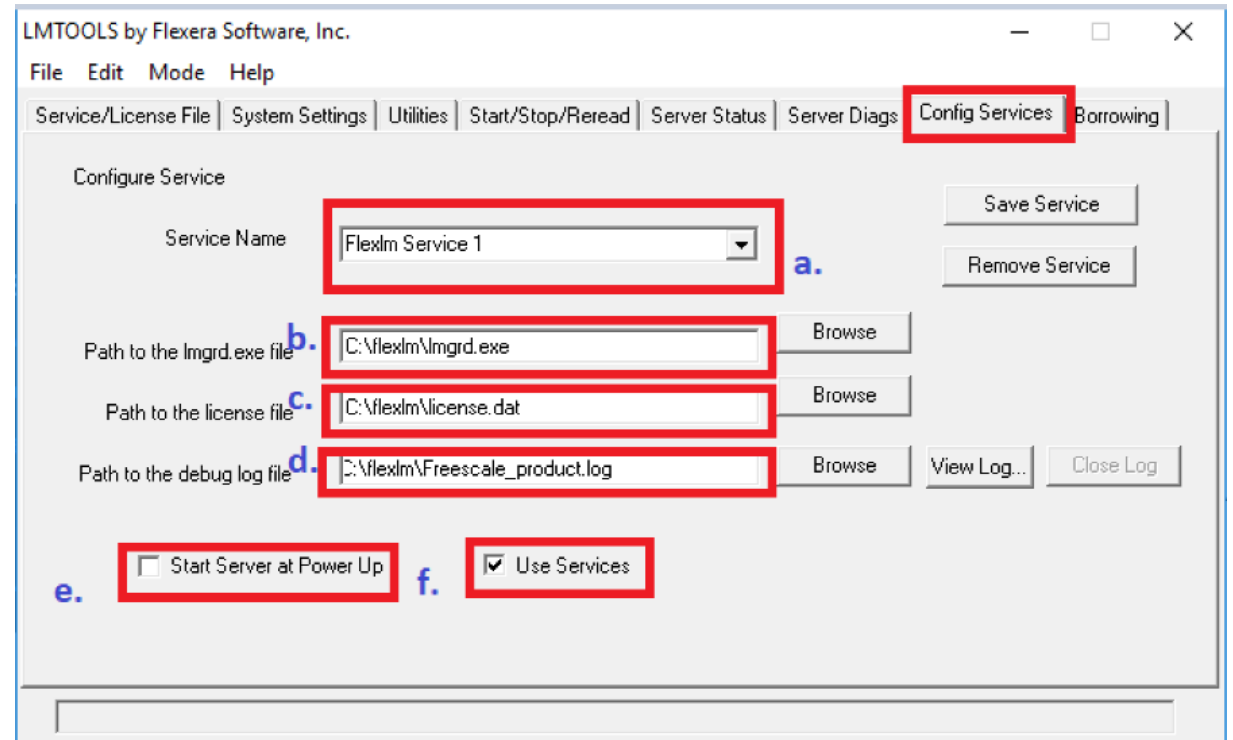 LMTOOLS by Flexera Software, Inc.
File Edit Mode Help
Service/License File System Settings Utilities Start/Stop/Reread Server Status Server Diags Config Services Borrowing
Configure Service
Save Service
Service Name Flexlm Service 1 a.
Remove Service
Path to the lmgrd.exe file b. C:\flexlm\lmgrd.exe Browse
Path to the license file c. C:\flexlm\license.dat Browse
Path to the debug log file d. C:\flexlm\Freescale_product.log Browse View Log... Close Log
e. Start Server at Power Up f. Use Services